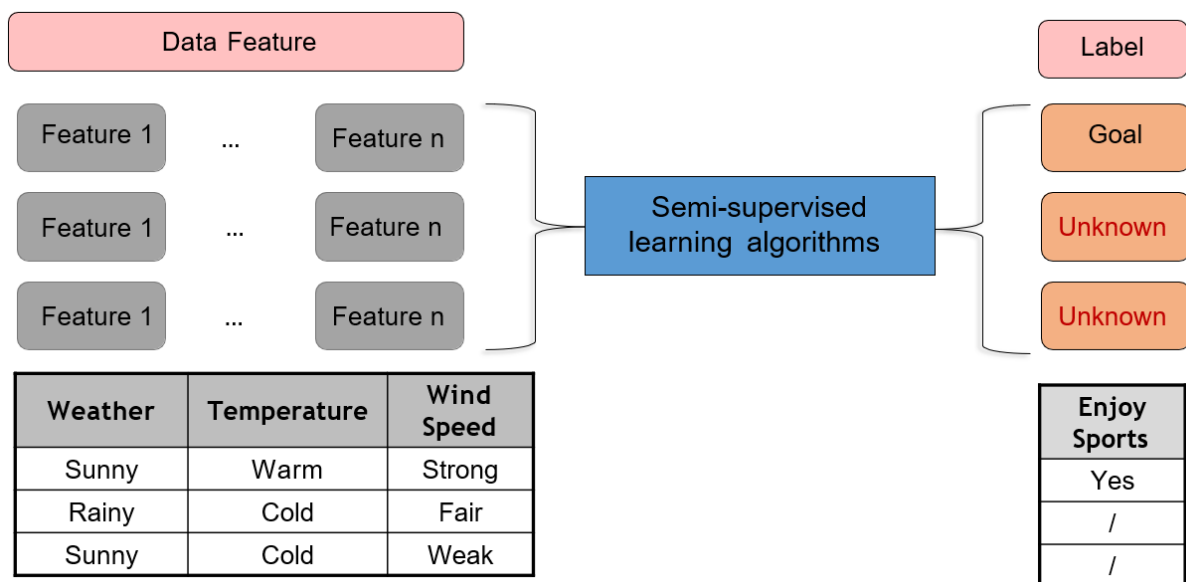 Data Feature
Label
Feature 1 ... Feature n
Goal
Feature 1 ... Feature n
Unknown
Feature 1 ... Feature n
Unknown
Semi-supervised
learning algorithms
Weather Temperature Wind
Speed
Sunny Warm Strong
Rainy Cold Fair
Sunny Cold Weak
Enjoy
Sports
Yes
/
/